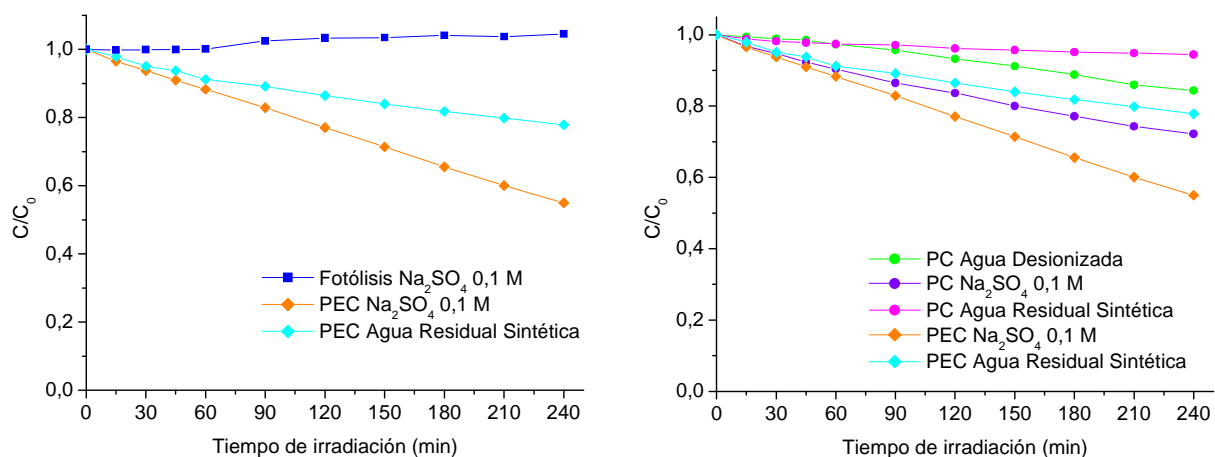 1,0
0,8
0,6
0,4
0,2
0,0
C/C₀
0 30 60 90 120 150 180 210 240
Tiempo de irradiación (min)
Fotólisis Na₂SO₄ 0,1 M
PEC Na₂SO₄ 0,1 M
PEC Agua Residual Sintética
1,0
0,8
0,6
0,4
0,2
0,0
C/C₀
0 30 60 90 120 150 180 210 240
Tiempo de irradiación (min)
PC Agua Desionizada
PC Na₂SO₄ 0,1 M
PC Agua Residual Sintética
PEC Na₂SO₄ 0,1 M
PEC Agua Residual Sintética